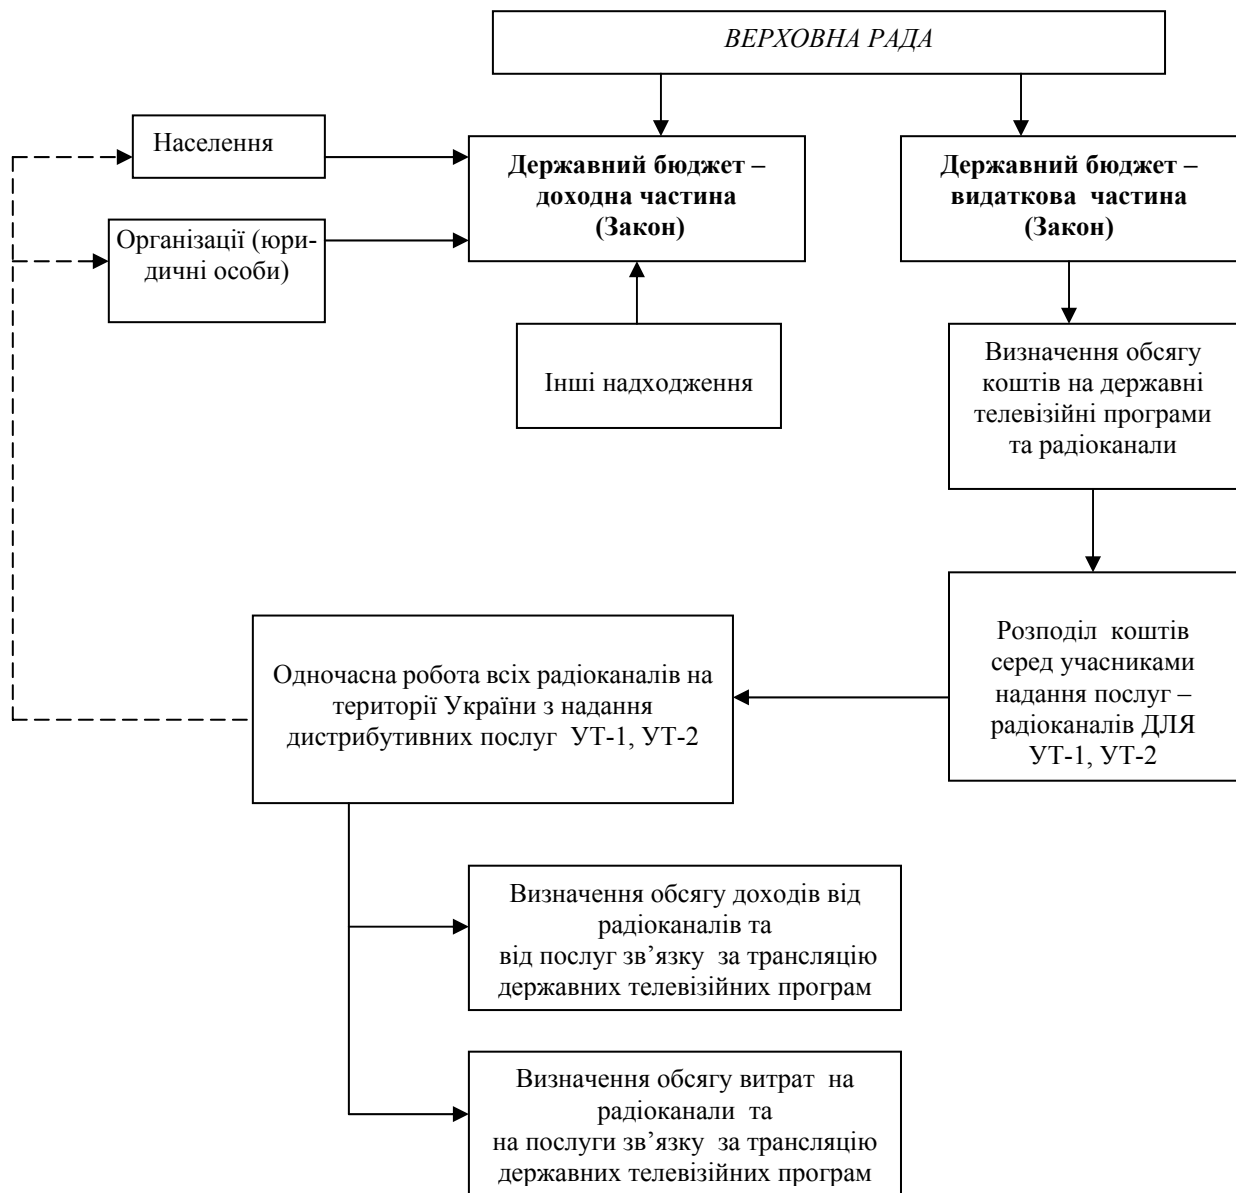 ВЕРХОВНА РАДА
Населення
Організації (юри-
дичні особи)
Державний бюджет –
доходна частина
(Закон)
Державний бюджет –
видаткова частина
(Закон)
Інші надходження
Визначення обсягу
коштів на державні
телевізійні програми
та радіоканали
Розподіл коштів
серед учасниками
надання послуг –
радіоканалів ДЛЯ
УТ-1, УТ-2
Одночасна робота всіх радіоканалів на
території України з надання
дистрибутивних послуг УТ-1, УТ-2
Визначення обсягу доходів від
радіоканалів та
від послуг зв’язку за трансляцію
державних телевізійних програм
Визначення обсягу витрат на
радіоканали та
на послуги зв’язку за трансляцію
державних телевізійних програм